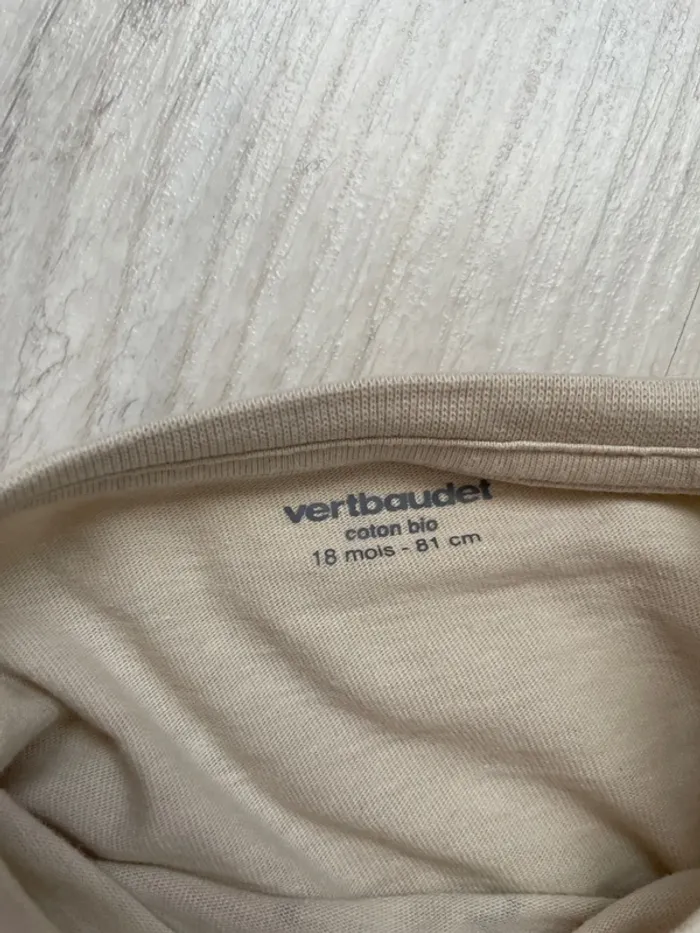 vertbaudet
coton bio
18 mois - 81 cm